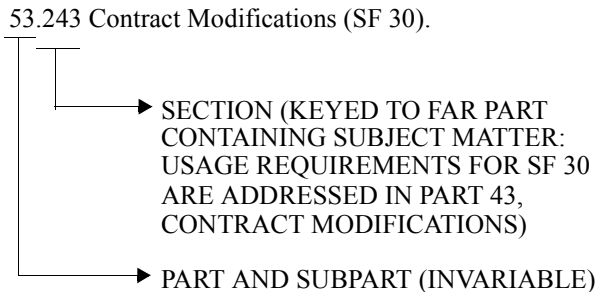 53.243 Contract Modifications (SF 30).
SECTION (KEYED TO FAR PART
CONTAINING SUBJECT MATTER:
USAGE REQUIREMENTS FOR SF 30
ARE ADDRESSED IN PART 43,
CONTRACT MODIFICATIONS)
PART AND SUBPART (INVARIABLE)